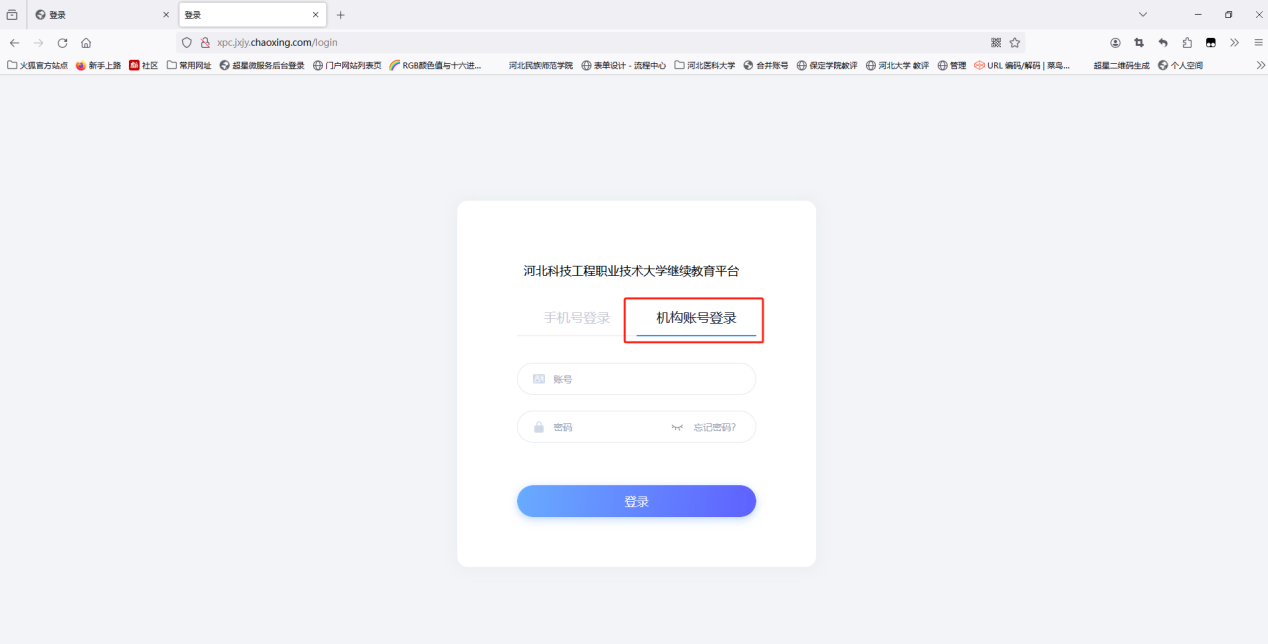 登录
登录
xpc.jxjy.chaoxing.com/login
火狐官方站点 新手上路 社区 常用网址 超星微服务后台登录 门户网站列表页 RGB颜色值与十六进... 河北民族师范学院 表单设计 - 流程中心 河北医科大学 合并账号 保定学院教评 河北大学 教评 管理 URL 编码/解码 | 菜鸟... 超星二维码生成 个人空间
河北科技工程职业技术大学继续教育平台
手机号登录 机构账号登录
账号
密码 忘记密码?
登录